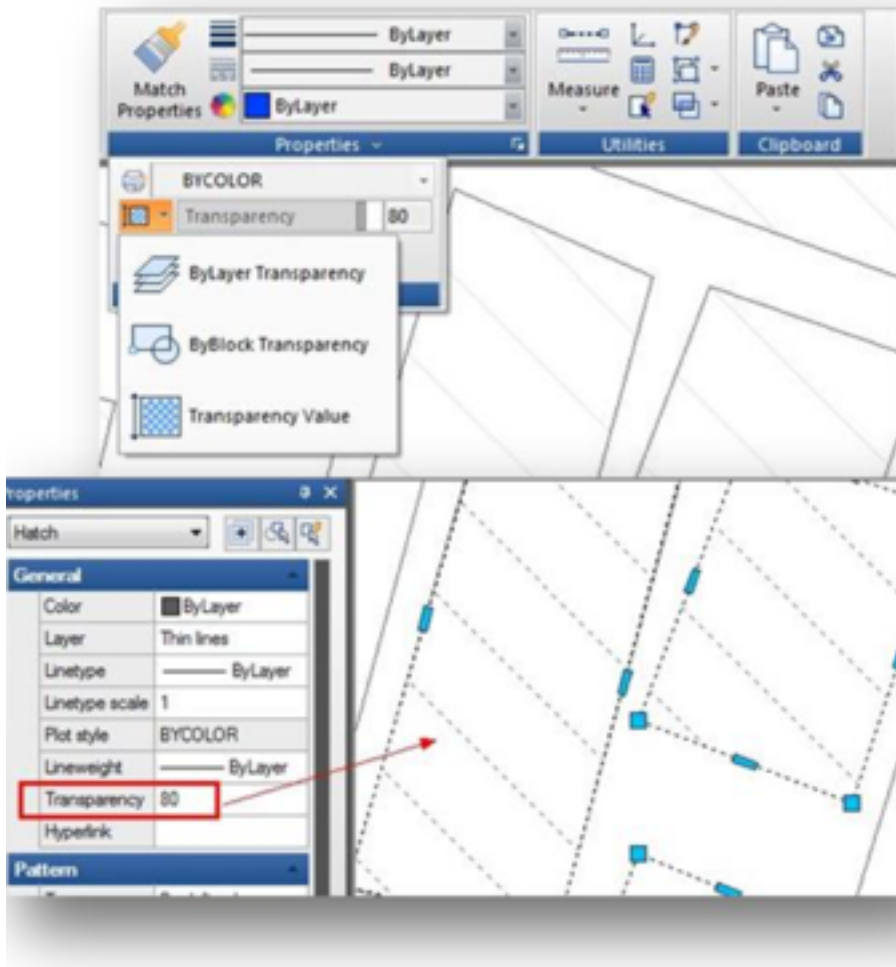 ByLayer
ByLayer
Match Properties
ByLayer
Measure
Paste
Properties
Utilities
Clipboard
BYCOLOR
Transparency 80
ByLayer Transparency
ByBlock Transparency
Transparency Value
Properties
Hatch
General
Color ByLayer
Layer Thin lines
Linetype ByLayer
Linetype scale 1
Plot style BYCOLOR
Lineweight ByLayer
Transparency 80
Hyperlink
Pattern